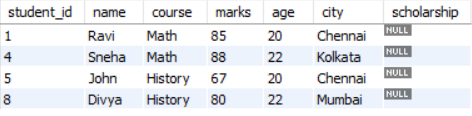 student_id name course marks age city scholarship
1 Ravi Math 85 20 Chennai NULL
4 Sneha Math 88 22 Kolkata NULL
5 John History 67 20 Chennai NULL
8 Divya History 80 22 Mumbai NULL